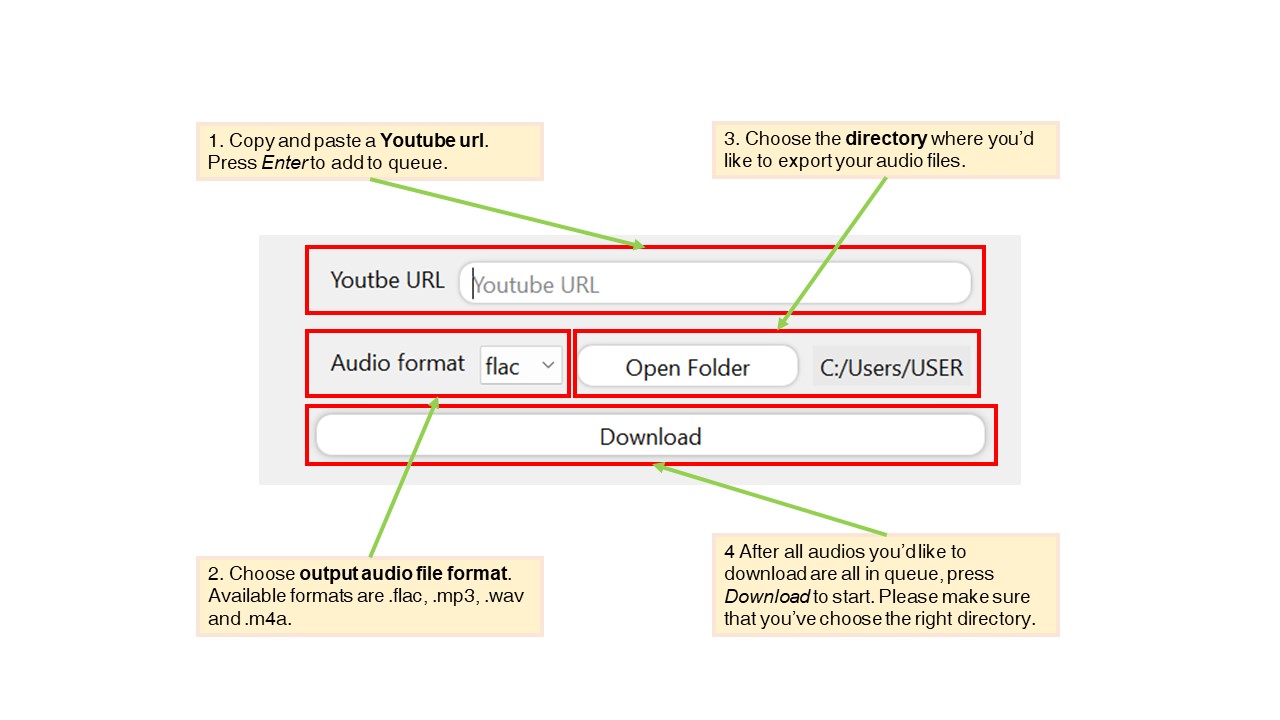 1. Copy and paste a Youtube url.
Press Enter to add to queue.
3. Choose the directory where you'd
like to export your audio files.
Youtbe URL
Youtube URL
Audio format
flac
Open Folder
C:/Users/USER
Download
2. Choose output audio file format.
Available formats are .flac, .mp3, .wav
and .m4a.
4 After all audios you'd like to
download are all in queue, press
Download to start. Please make sure
that you've choose the right directory.